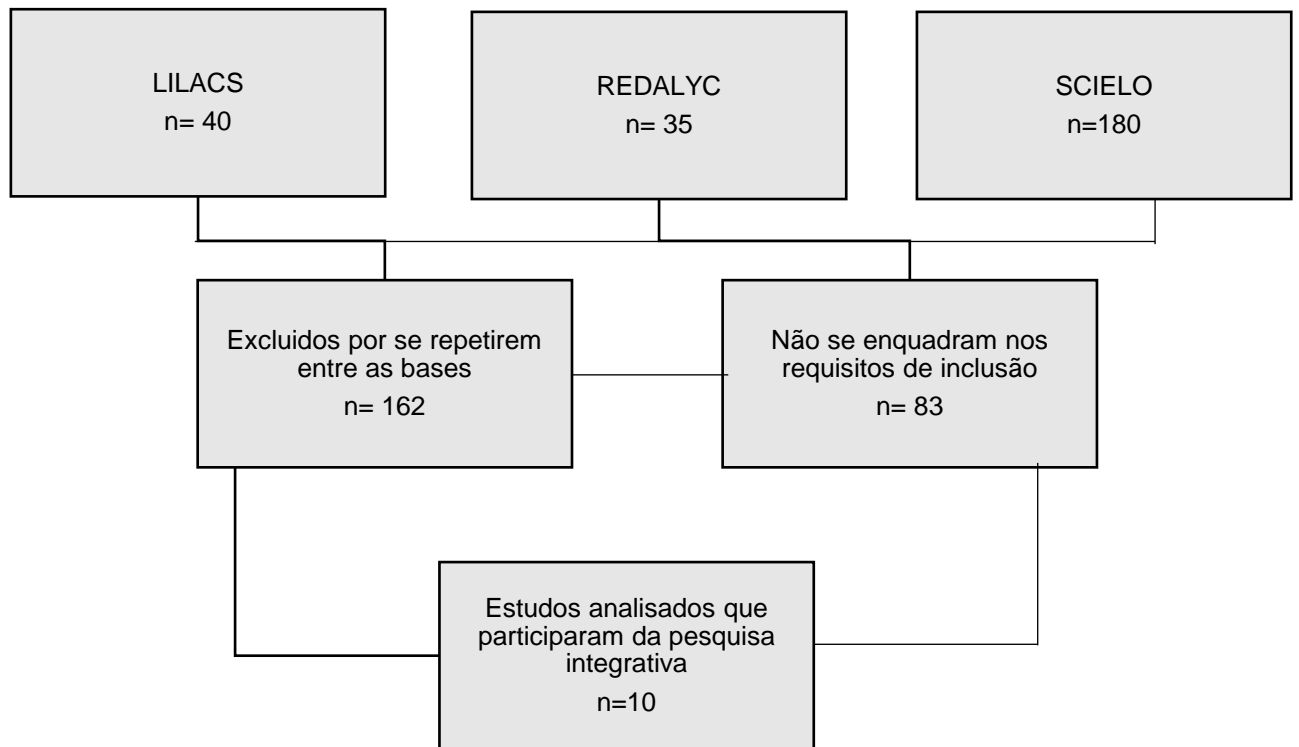 LILACS
n= 40
REDALYC
n= 35
SCIELO
n=180
Excluidos por se repetirem
entre as bases
n= 162
Não se enquadram nos
requisitos de inclusão
n= 83
Estudos analisados que
participaram da pesquisa
integrativa
n=10